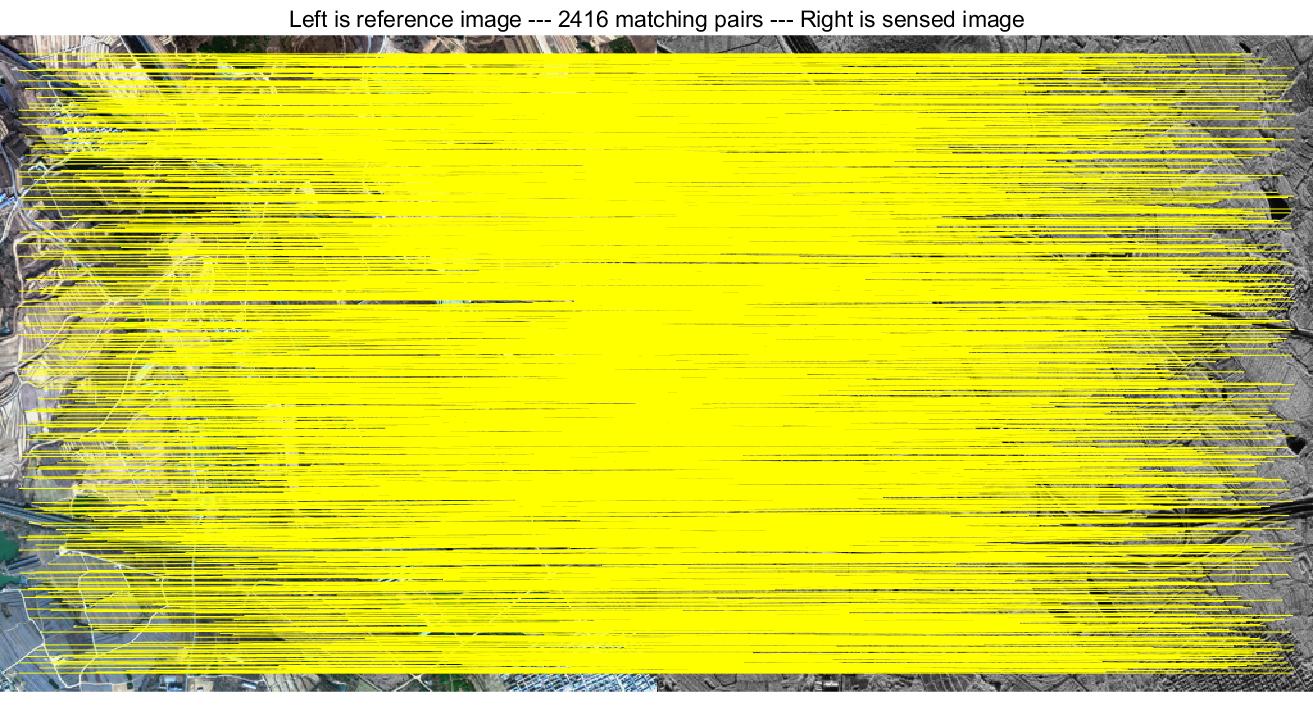 Left is reference image --- 2416 matching pairs --- Right is sensed image